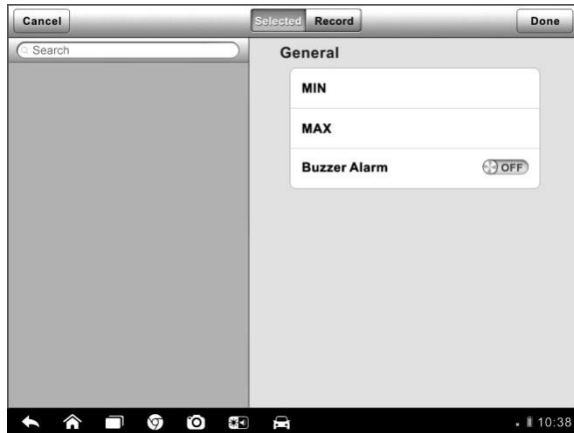 Cancel
Selected Record
Done
Search
General
MIN
MAX
Buzzer Alarm OFF
10:38